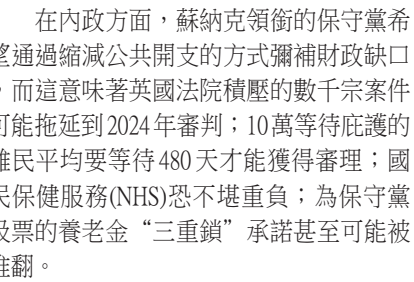 在內政方面，蘇納克領銜的保守黨希
望通過縮減公共開支的方式彌補財政缺口
，而這意味著英國法院積壓的數千宗案件
可能拖延到2024年審判；10萬等待庇護的
難民平均要等待480天才能獲得審理；國
民保健服務(NHS)恐不堪重負；為保守黨
投票的養老金“三重鎖”承諾甚至可能被
推翻。